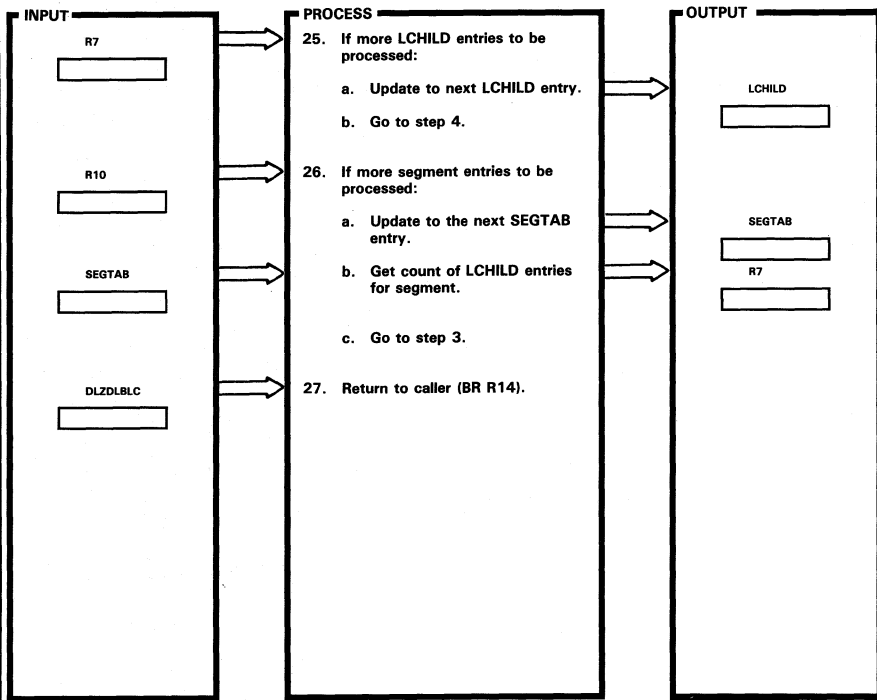 INPUT
R7
R10
SEGTAB
DLZDLBLC
PROCESS
25. If more LCHILD entries to be
processed:
a. Update to next LCHILD entry.
b. Go to step 4.
26. If more segment entries to be
processed:
a. Update to the next SEGTAB
entry.
b. Get count of LCHILD entries
for segment.
c. Go to step 3.
27. Return to caller (BR R14).
OUTPUT
LCHILD
SEGTAB
R7